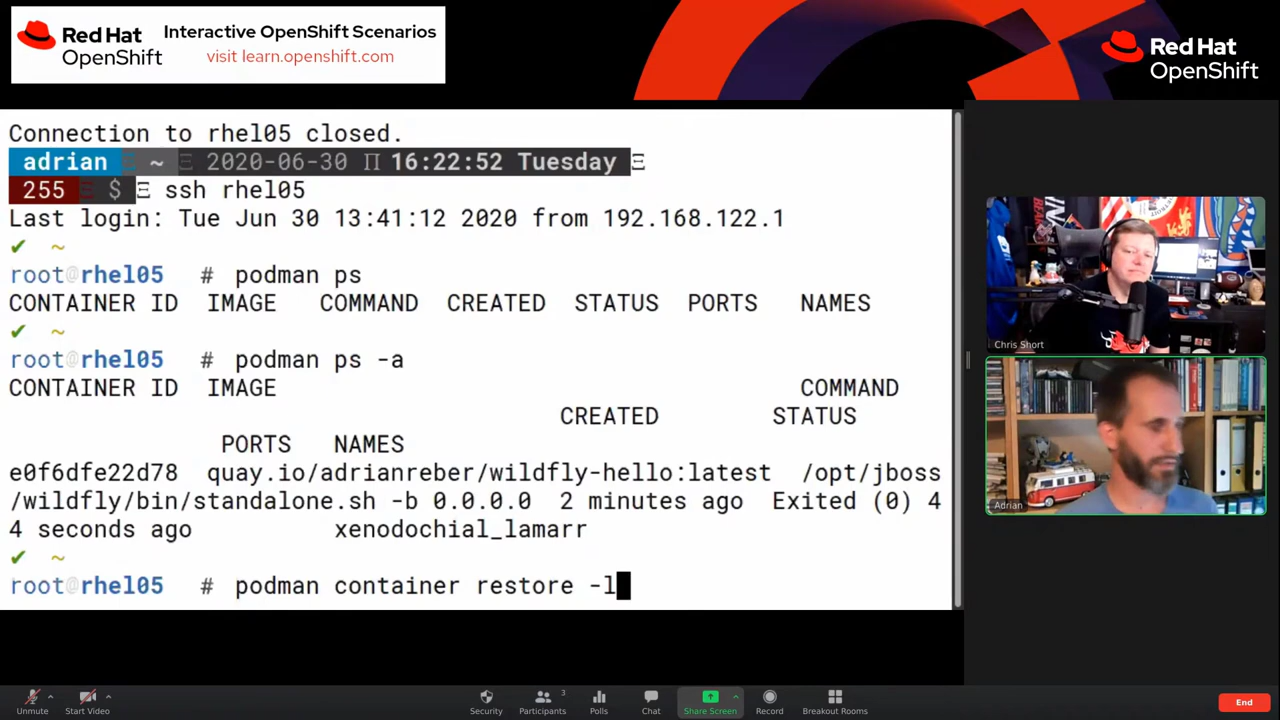 Red Hat
OpenShift
Interactive OpenShift Scenarios
visit learn.openshift.com
Red Hat
OpenShift
Connection to rhel05 closed.
adrian Ξ ~ Ξ 2020-06-30 Π 16:22:52 Tuesday Ξ
255 Ξ $ Ξ ssh rhel05
Last login: Tue Jun 30 13:41:12 2020 from 192.168.122.1
✔ ~
root@rhel05 # podman ps
CONTAINER ID IMAGE COMMAND CREATED STATUS PORTS NAMES
✔ ~
root@rhel05 # podman ps -a
CONTAINER ID IMAGE COMMAND
CREATED STATUS
PORTS NAMES
e0f6dfe22d78 quay.io/adrianreber/wildfly-hello:latest /opt/jboss
/wildfly/bin/standalone.sh -b 0.0.0.0 2 minutes ago Exited (0) 4
4 seconds ago xenodochial_lamarr
✔ ~
root@rhel05 # podman container restore -l
Chris Short
Adrian
Unmute
Start Video
Security
Participants 3
Polls
Chat
Share Screen
Record
Breakout Rooms
End